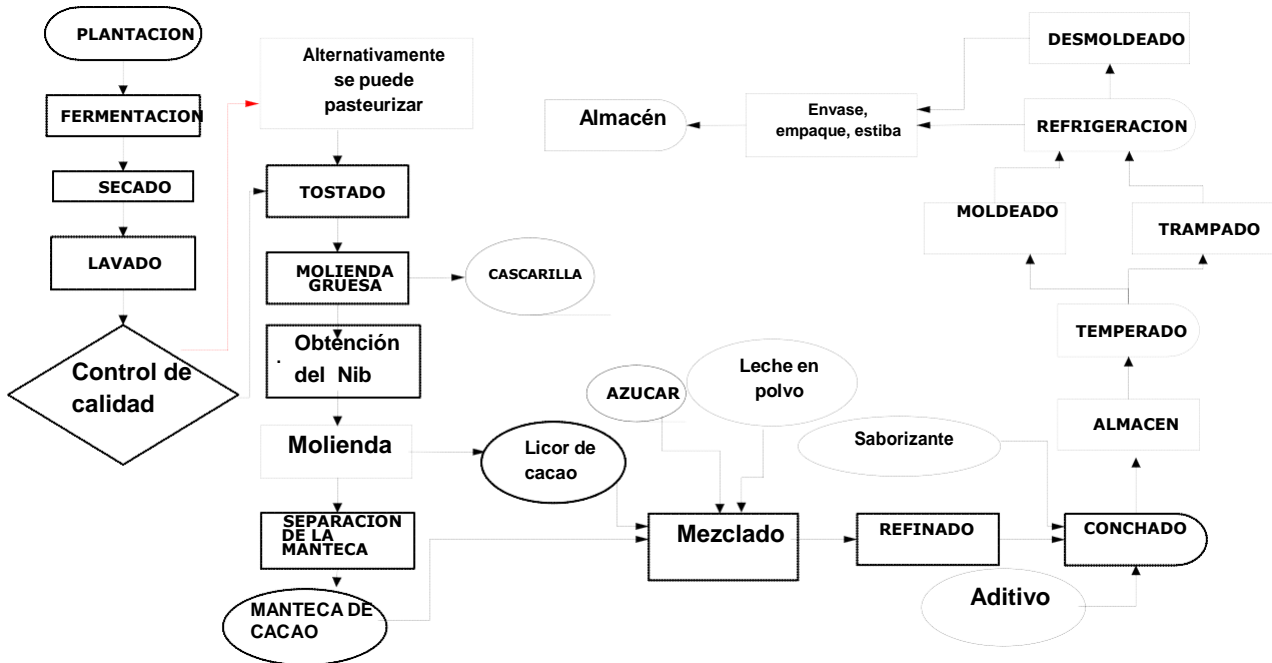 PLANTACION
FERMENTACION
SECADO
LAVADO
Control de
calidad
Alternativamente
se puede
pasteurizar
TOSTADO
MOLIENDA
GRUESA
CASCARILLA
Obtención
del Nib
Molienda
Licor de
cacao
SEPARACION
DE LA
MANTECA
MANTECA DE
CACAO
AZUCAR
Leche en
polvo
Mezclado
REFINADO
Saborizante
Aditivo
CONCHADO
ALMACEN
TEMPERADO
MOLDEADO
TRAMPADO
REFRIGERACION
DESMOLDEADO
Envase,
empaque, estiba
Almacén